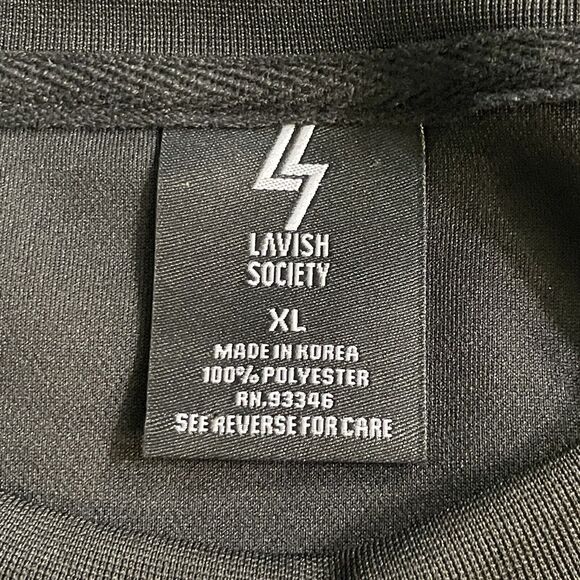 LAVISH
SOCIETY
XL
MADE IN KOREA
100% POLYESTER
RN.93346
SEE REVERSE FOR CARE